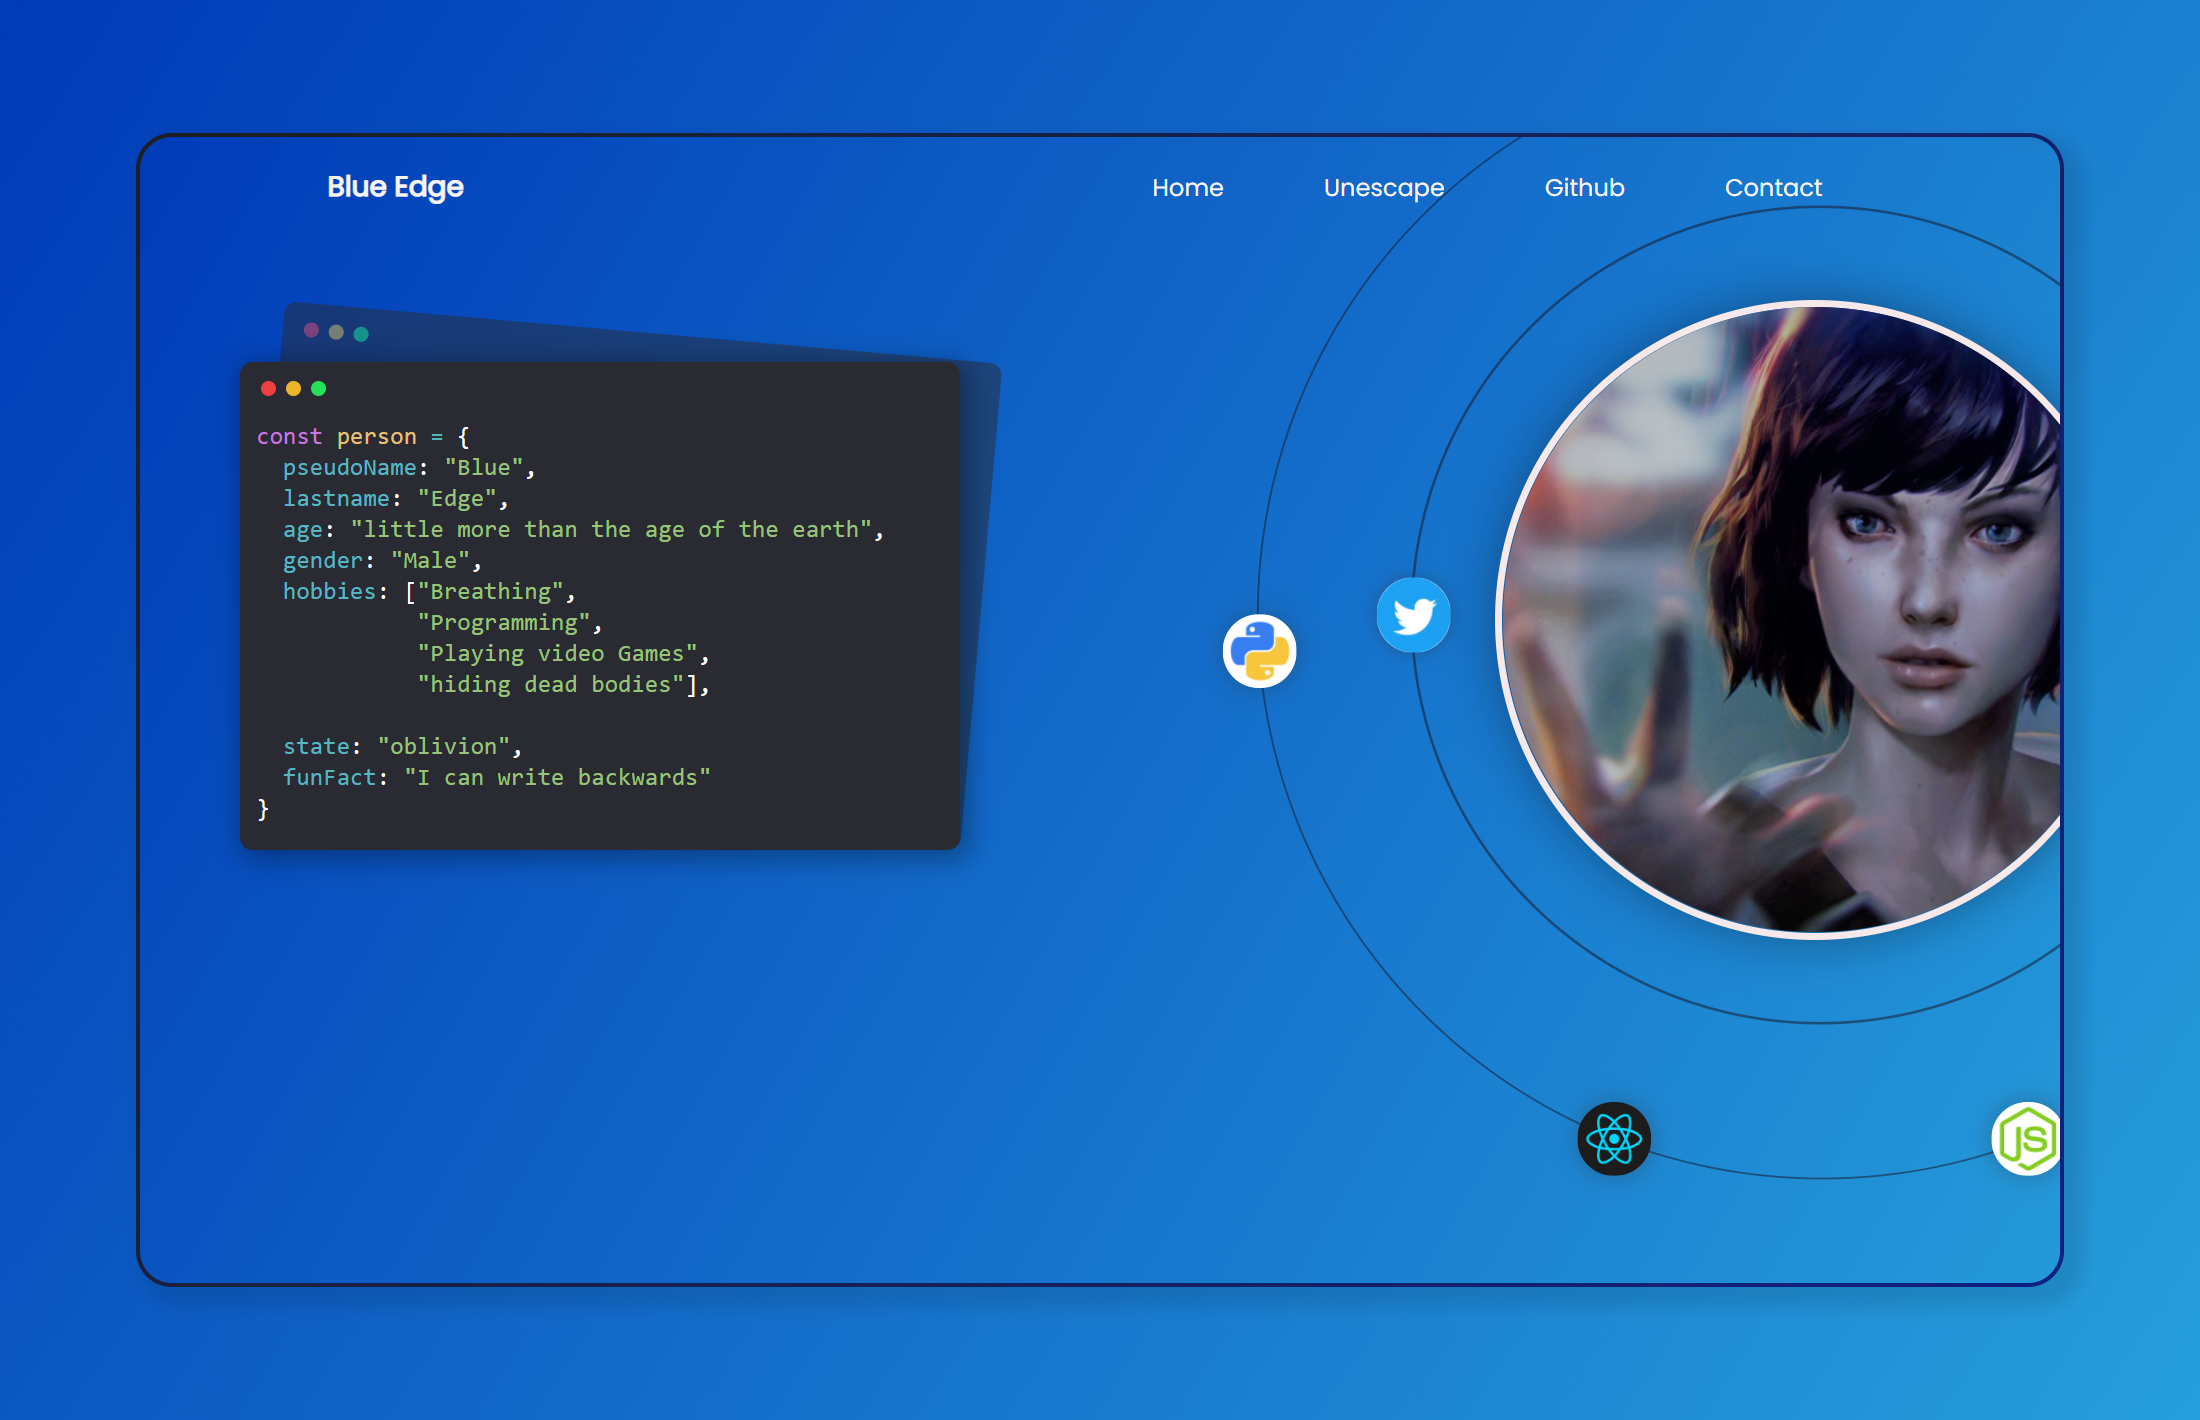 Blue Edge
Home Unescape Github Contact
const person = {
pseudoName: "Blue",
lastname: "Edge",
age: "little more than the age of the earth",
gender: "Male",
hobbies: ["Breathing",
"Programming",
"Playing video Games",
"hiding dead bodies"],
state: "oblivion",
funFact: "I can write backwards"
}
JS